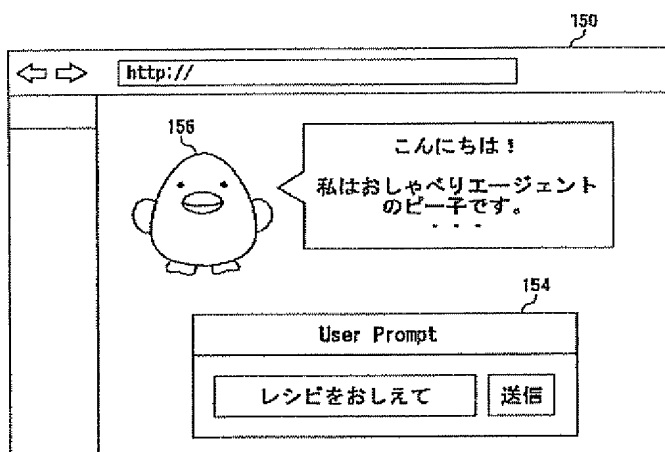 150
http://
156
こんにちは！
私はおしゃべりエージェント
のピー子です。
・・・
154
User Prompt
レシピをおしえて
送信